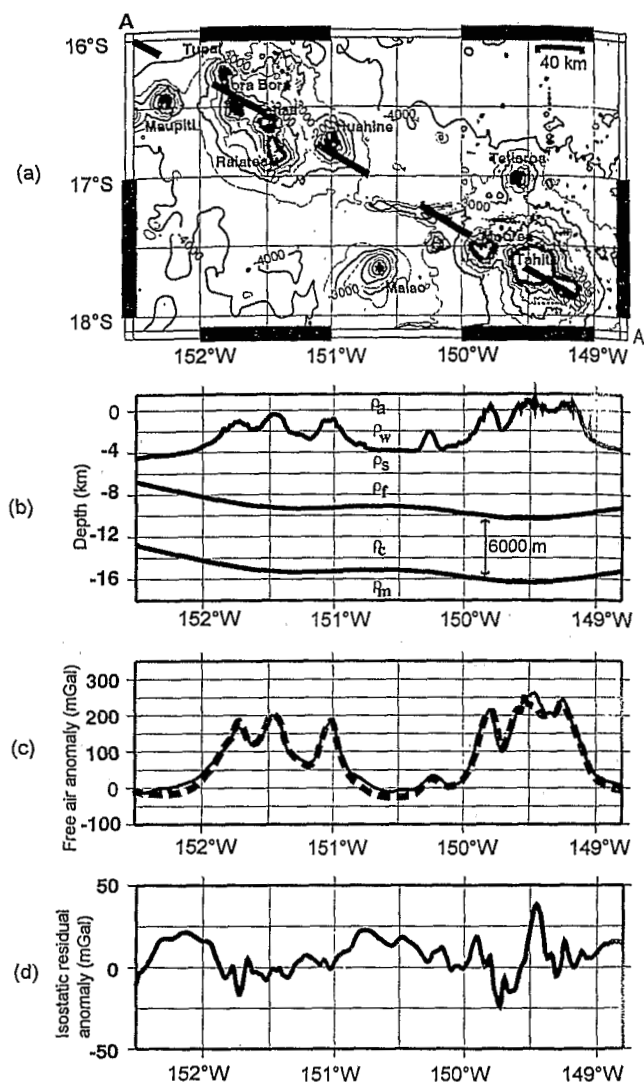 A
16°S
Tupai
Bora Bora
40 km
-4000
Maupiti
Huahine
Raiatea
Tetiaroa
(a)
17°S
-4000
-3000
Moorea
Tahiti
Maiao
18°S
A
152°W 151°W 150°W 149°W
0
ρa
ρw
-4
ρs
(b)
Depth (km)
-8
ρf
-12
ρc
6000 m
-16
ρm
152°W 151°W 150°W 149°W
(c)
Free air anomaly (mGal)
300
200
100
0
-100
152°W 151°W 150°W 149°W
(d)
Isostatic residual
anomaly (mGal)
50
0
-50
152°W 151°W 150°W 149°W